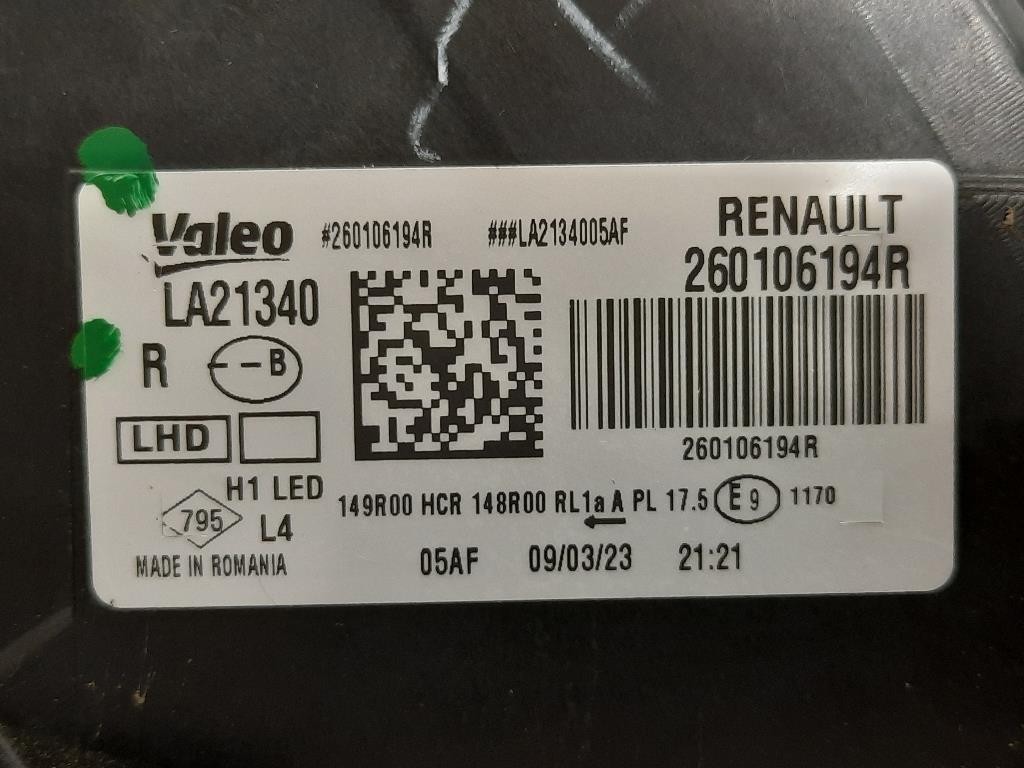 Valeo #260106194R ###LA2134005AF RENAULT
LA21340 260106194R
R - - B
LHD
260106194R
H1 LED
149R00 HCR 148R00 RL1a A PL 17.5 E9 1170
795 L4
MADE IN ROMANIA 05AF 09/03/23 21:21